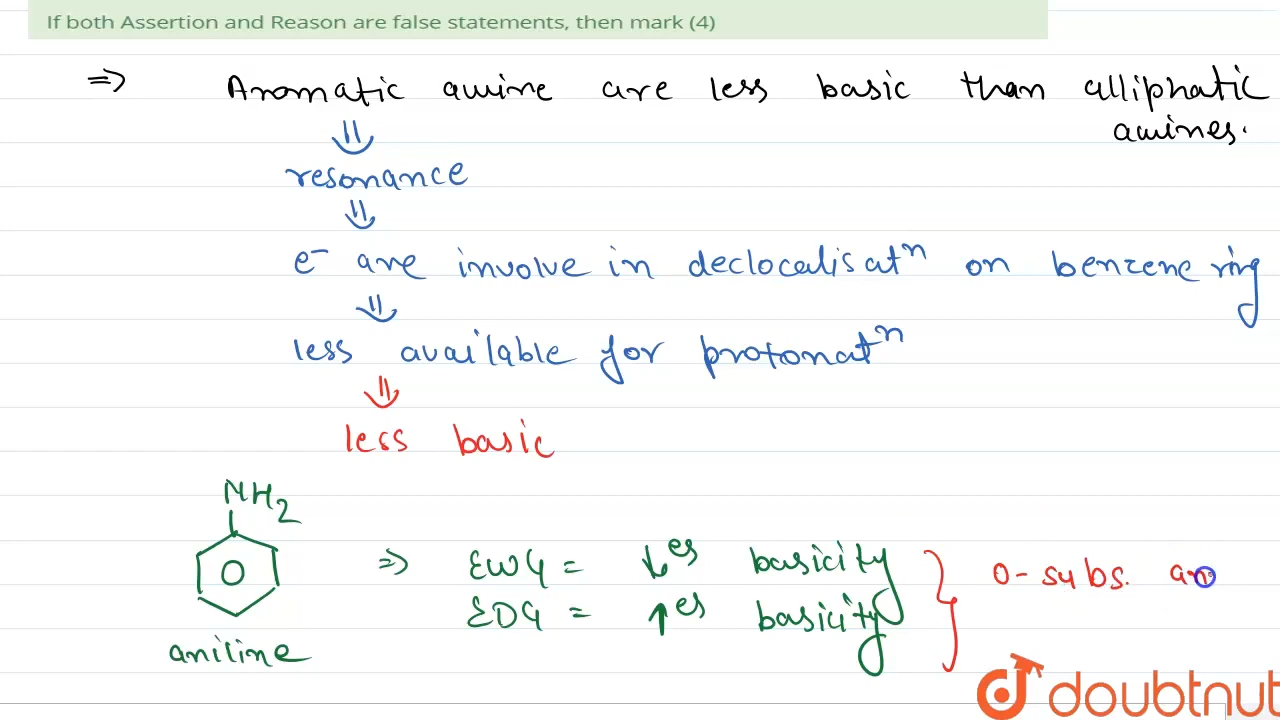 If both Assertion and Reason are false statements, then mark (4)
⇒ Aromatic amine are less basic than alliphatic
amines.
⇓
resonance
⇓
e⁻ are involve in declocalisatⁿ on benzene ring
⇓
less available for protonatⁿ
⇓
less basic
NH2
⇒ EWG = ↓es basicity
EDG = ↑es basicity
} O-subs. an
aniline
doubtnut